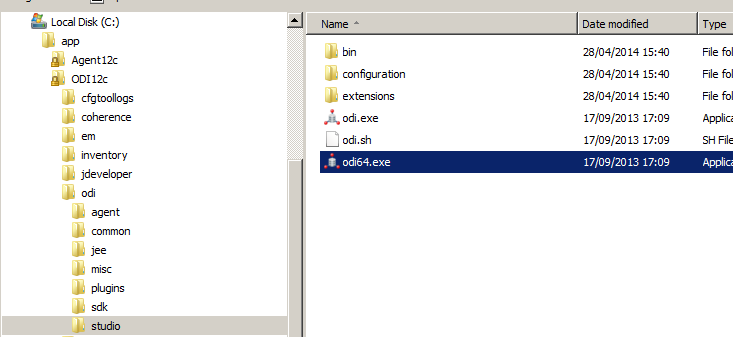 Local Disk (C:)
app
Agent12c
ODI12c
cfgtoollogs
coherence
em
inventory
jdeveloper
odi
agent
common
jee
misc
plugins
sdk
studio
Name Date modified Type
bin 28/04/2014 15:40 File fol
configuration 28/04/2014 15:40 File fol
extensions 28/04/2014 15:40 File fol
odi.exe 17/09/2013 17:09 Applica
odi.sh 17/09/2013 17:09 SH File
odi64.exe 17/09/2013 17:09 Applica